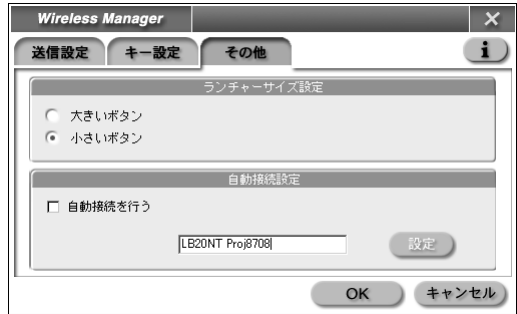 Wireless Manager
送信設定 キー設定 その他 i
ランチャーサイズ設定
大きいボタン
小さいボタン
自動接続設定
自動接続を行う
LB20NT Proj8708 設定
OK キャンセル